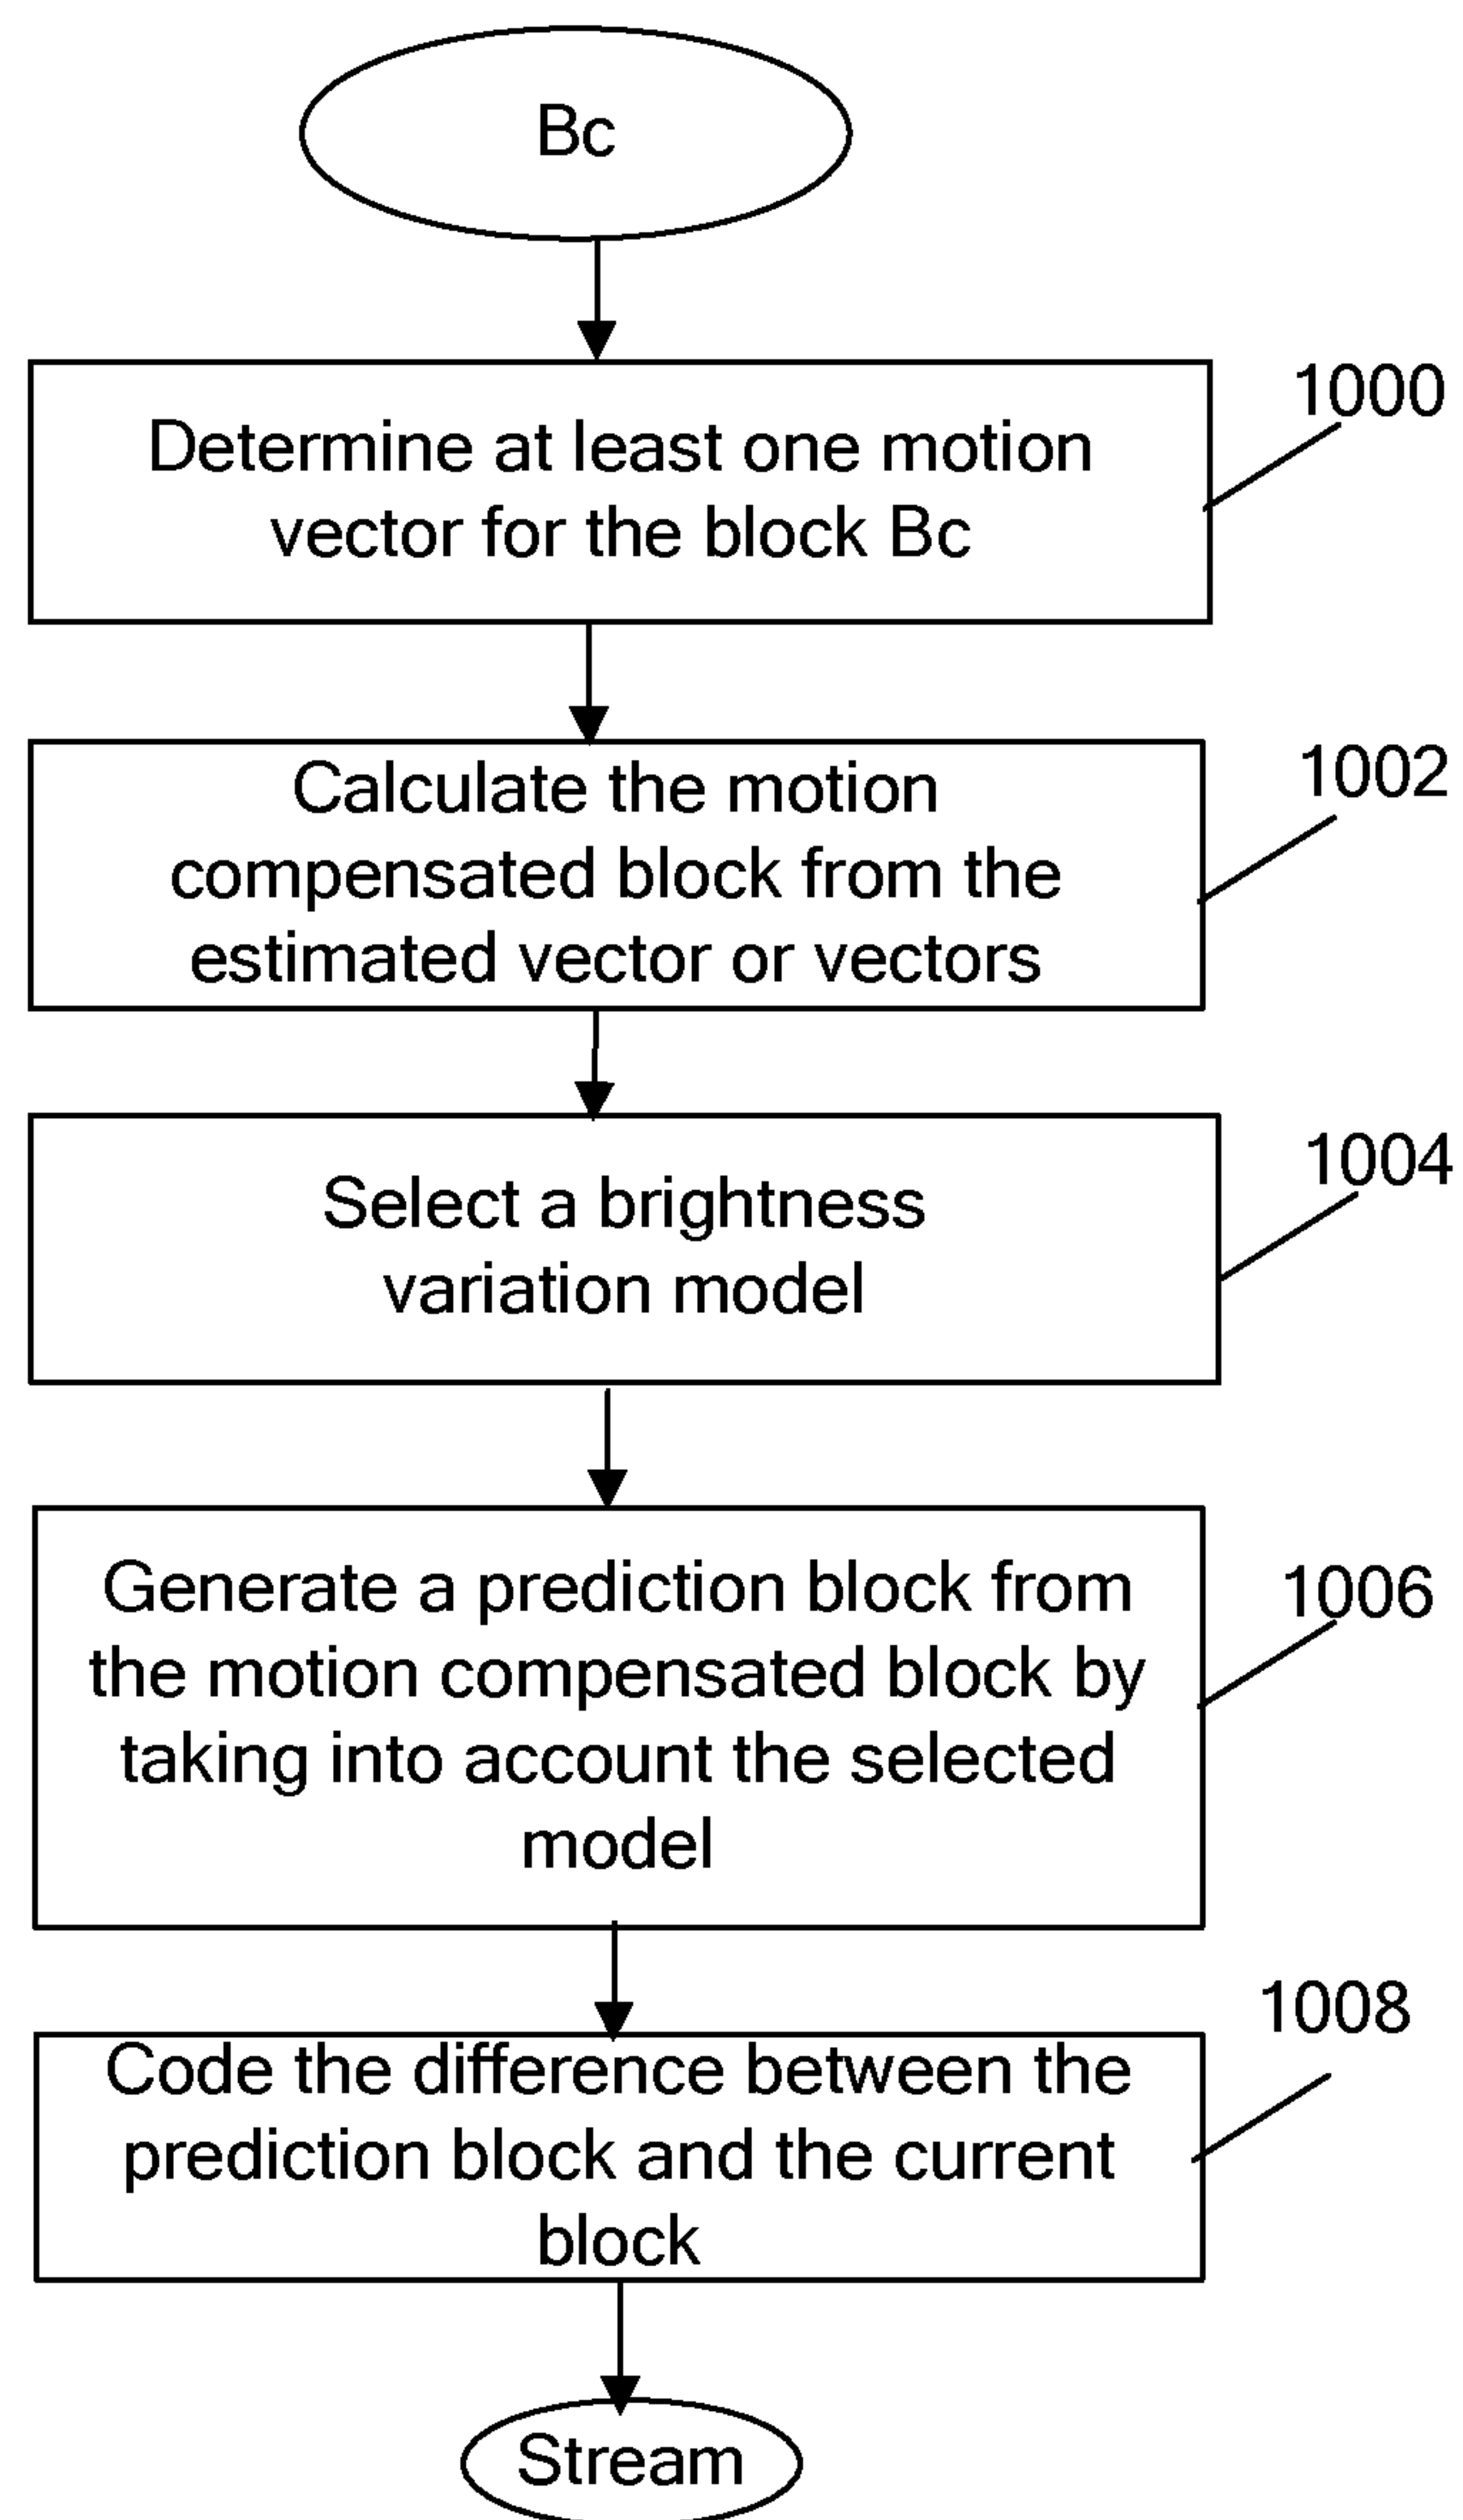 Bc
1000
Determine at least one motion
vector for the block Bc
1002
Calculate the motion
compensated block from the
estimated vector or vectors
1004
Select a brightness
variation model
1006
Generate a prediction block from
the motion compensated block by
taking into account the selected
model
1008
Code the difference between the
prediction block and the current
block
Stream